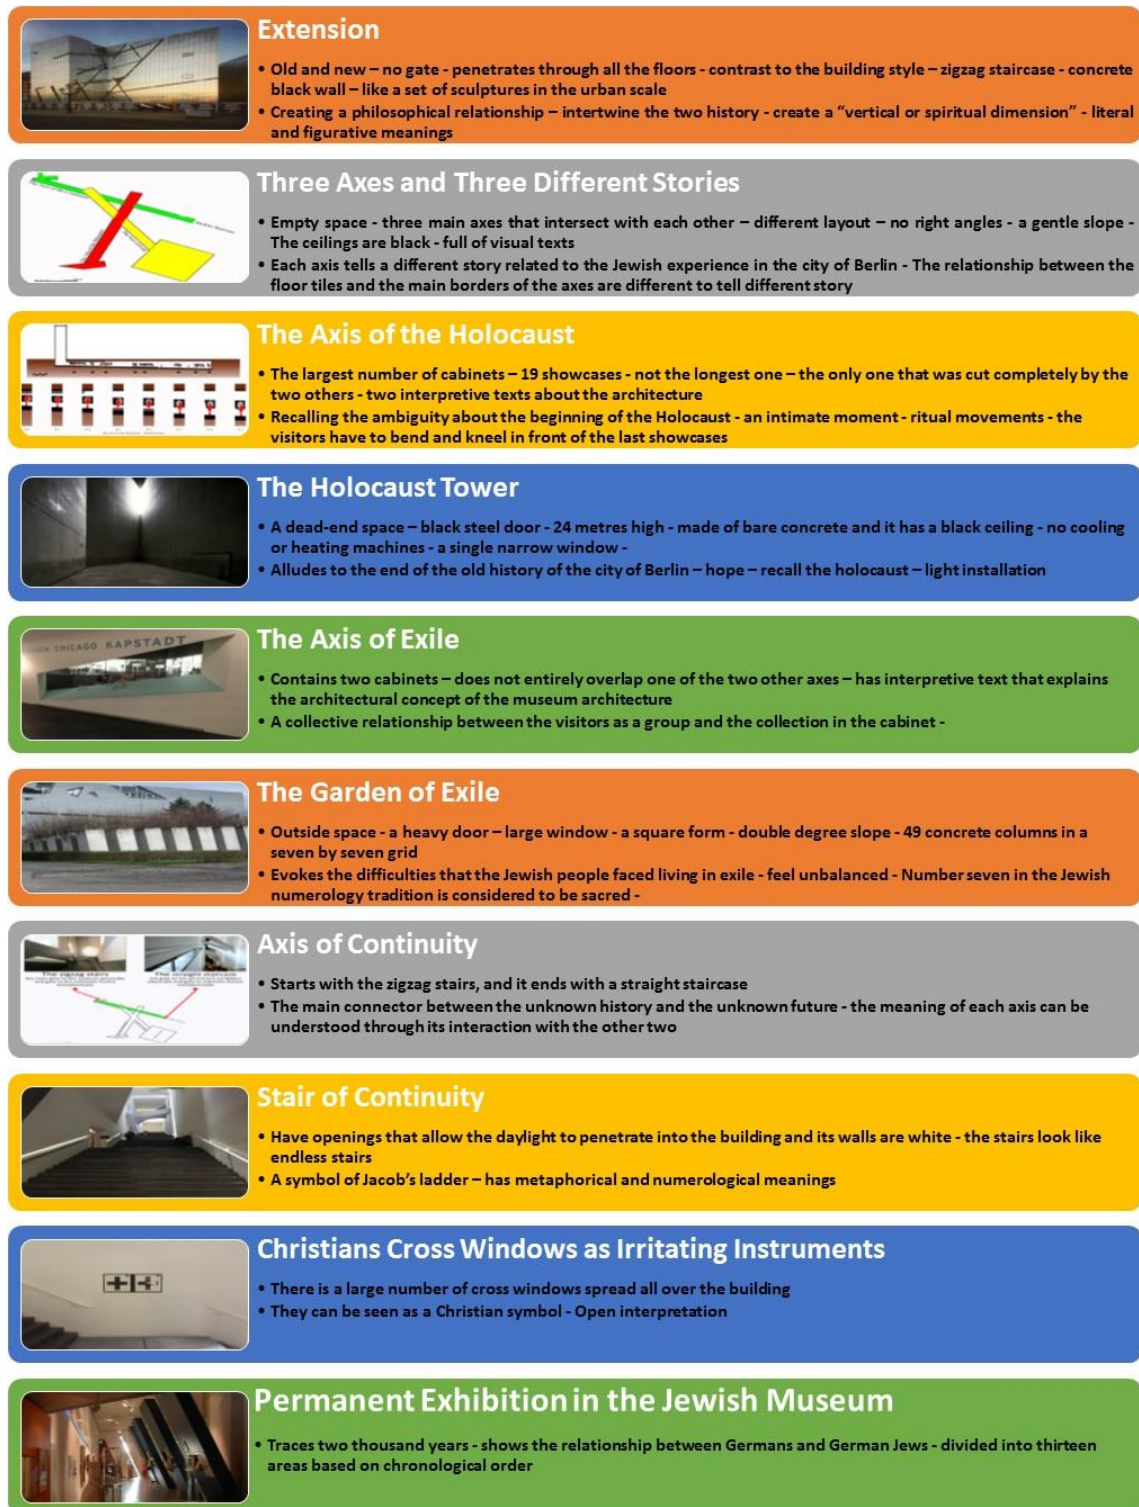 Extension
• Old and new – no gate - penetrates through all the floors - contrast to the building style – zigzag staircase - concrete
black wall – like a set of sculptures in the urban scale
• Creating a philosophical relationship – intertwine the two history - create a “vertical or spiritual dimension” - literal
and figurative meanings
Three Axes and Three Different Stories
• Empty space - three main axes that intersect with each other – different layout – no right angles - a gentle slope -
The ceilings are black - full of visual texts
• Each axis tells a different story related to the Jewish experience in the city of Berlin - The relationship between the
floor tiles and the main borders of the axes are different to tell different story
The Axis of the Holocaust
• The largest number of cabinets – 19 showcases - not the longest one – the only one that was cut completely by the
two others - two interpretive texts about the architecture
• Recalling the ambiguity about the beginning of the Holocaust - an intimate moment - ritual movements - the
visitors have to bend and kneel in front of the last showcases
The Holocaust Tower
• A dead-end space – black steel door - 24 metres high - made of bare concrete and it has a black ceiling - no cooling
or heating machines - a single narrow window -
• Alludes to the end of the old history of the city of Berlin – hope – recall the holocaust – light installation
CHICAGO KAPSTADT
The Axis of Exile
• Contains two cabinets – does not entirely overlap one of the two other axes – has interpretive text that explains
the architectural concept of the museum architecture
• A collective relationship between the visitors as a group and the collection in the cabinet -
The Garden of Exile
• Outside space - a heavy door – large window - a square form - double degree slope - 49 concrete columns in a
seven by seven grid
• Evokes the difficulties that the Jewish people faced living in exile - feel unbalanced - Number seven in the Jewish
numerology tradition is considered to be sacred -
The zigzag stairs
The straight staircase
Axis of Continuity
• Starts with the zigzag stairs, and it ends with a straight staircase
• The main connector between the unknown history and the unknown future - the meaning of each axis can be
understood through its interaction with the other two
Stair of Continuity
• Have openings that allow the daylight to penetrate into the building and its walls are white - the stairs look like
endless stairs
• A symbol of Jacob’s ladder – has metaphorical and numerological meanings
Christians Cross Windows as Irritating Instruments
• There is a large number of cross windows spread all over the building
• They can be seen as a Christian symbol - Open interpretation
Permanent Exhibition in the Jewish Museum
• Traces two thousand years - shows the relationship between Germans and German Jews - divided into thirteen
areas based on chronological order